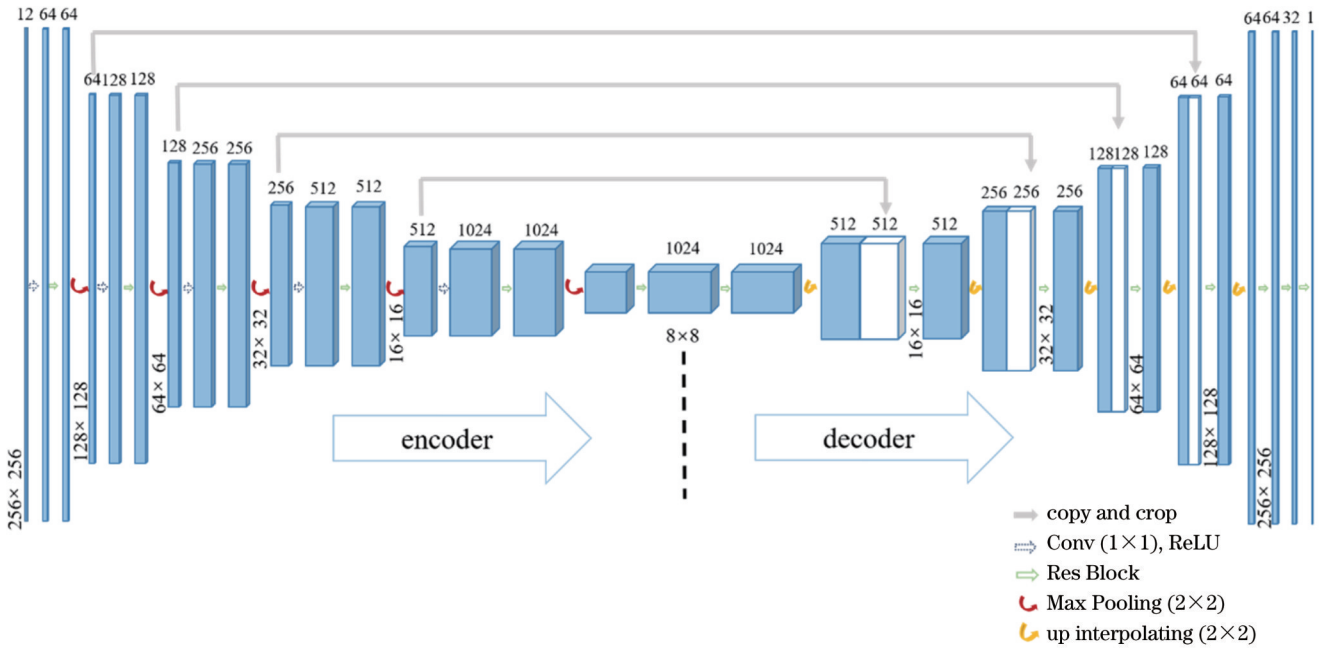 12 64 64
64 128 128
128 256 256
256 512 512
512 1024 1024
1024 1024
512 512 512
256 256 256
128 128 128
64 64 64
64 64 32 1
256× 256
128× 128
64× 64
32× 32
16× 16
8×8
16× 16
32× 32
64× 64
128× 128
256× 256
encoder
decoder
copy and crop
Conv (1×1), ReLU
Res Block
Max Pooling (2×2)
up interpolating (2×2)